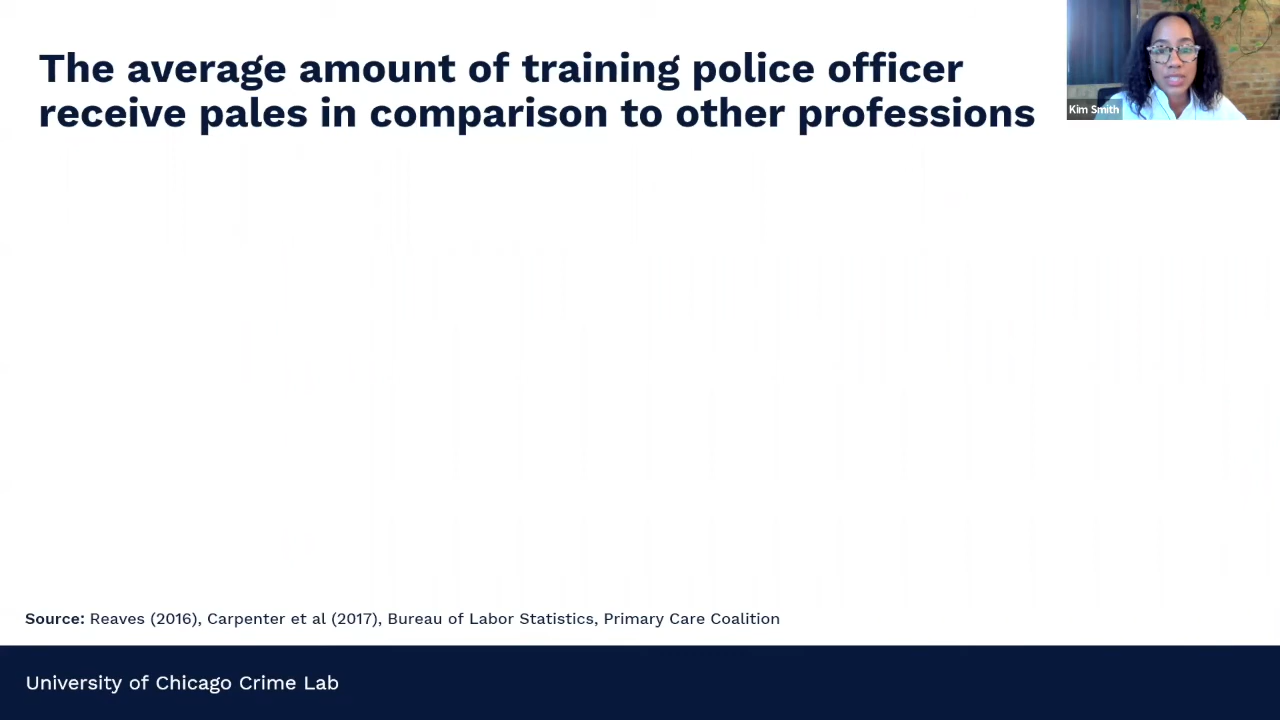 The average amount of training police officer
receive pales in comparison to other professions
Kim Smith
Source: Reaves (2016), Carpenter et al (2017), Bureau of Labor Statistics, Primary Care Coalition
University of Chicago Crime Lab